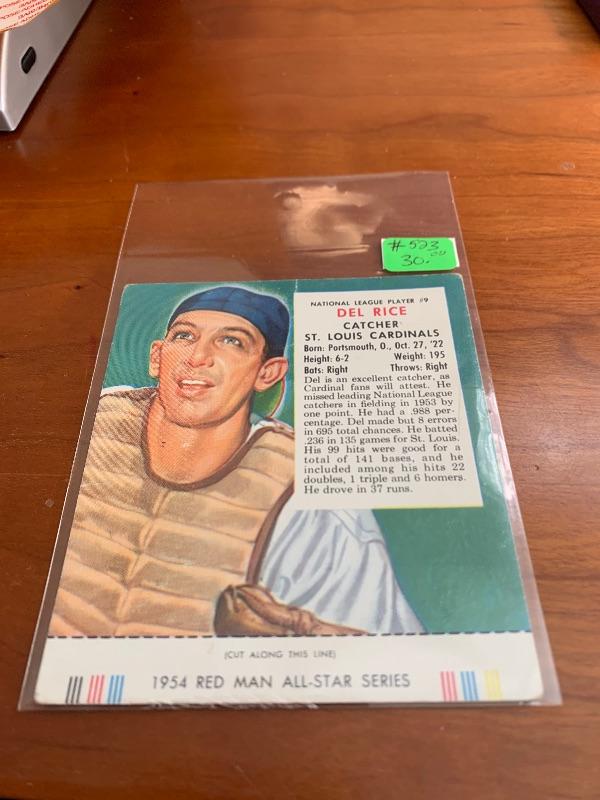 #523
30.00
NATIONAL LEAGUE PLAYER #9
DEL RICE
CATCHER
ST. LOUIS CARDINALS
Born: Portsmouth, O., Oct. 27, '22
Height: 6-2 Weight: 195
Bats: Right Throws: Right
Del is an excellent catcher, as
Cardinal fans will attest. He
missed leading National League
catchers in fielding in 1953 by
one point. He had a .988 per-
centage. Del made but 8 errors
in 695 total chances. He batted
.236 in 135 games for St. Louis.
His 99 hits were good for a
total of 141 bases, and he
included among his hits 22
doubles, 1 triple and 6 homers.
He drove in 37 runs.
(CUT ALONG THIS LINE)
1954 RED MAN ALL-STAR SERIES